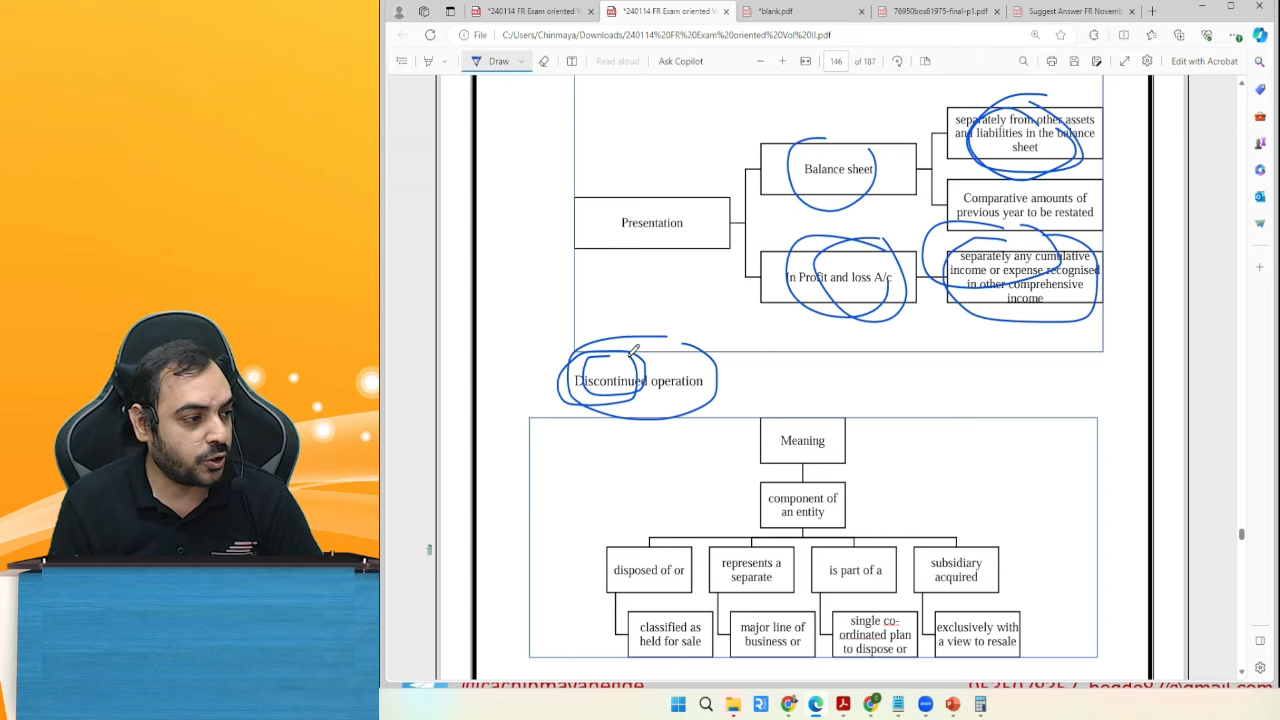 *240114 FR Exam oriented V
*240114 FR Exam oriented V
*blank.pdf
76950bos61975-final-p1.pdf
Suggest Answer FR Novemb
File
C:/Users/Chinmaya/Downloads/240114%20FR%20Exam%20oriented%20Vol%20II.pdf
Draw
Read aloud
Ask Copilot
146
of 187
Edit with Acrobat
separately from other assets
and liabilities in the balance
sheet
Balance sheet
Comparative amounts of
previous year to be restated
Presentation
In Profit and loss A/c
separately any cumulative
income or expense recognised
in other comprehensive
income
Discontinued operation
Meaning
component of
an entity
disposed of or
represents a
separate
is part of a
subsidiary
acquired
classified as
held for sale
major line of
business or
single co-
ordinated plan
to dispose or
exclusively with
a view to resale